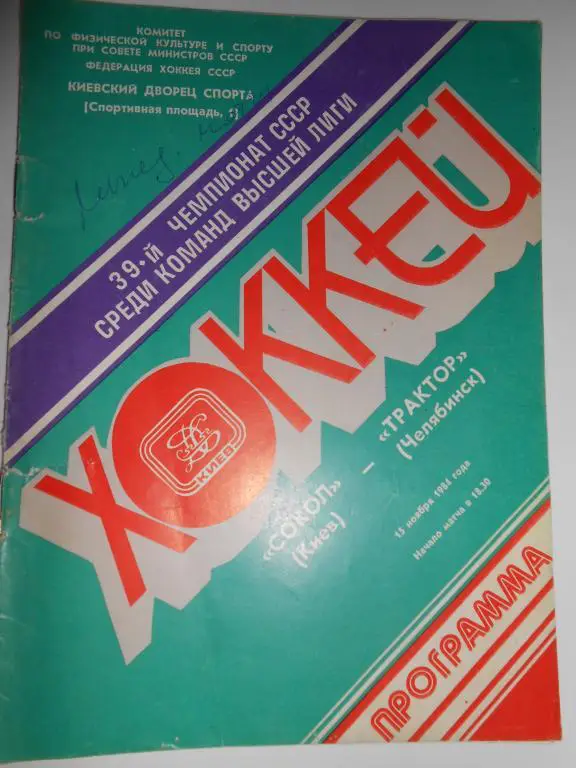 КОМИТЕТ
ПО ФИЗИЧЕСКОЙ КУЛЬТУРЕ И СПОРТУ
ПРИ СОВЕТЕ МИНИСТРОВ СССР
ФЕДЕРАЦИЯ ХОККЕЯ СССР
КИЕВСКИЙ ДВОРЕЦ СПОРТА
(Спортивная площадь, 1)
39-й ЧЕМПИОНАТ СССР
СРЕДИ КОМАНД ВЫСШЕЙ ЛИГИ
ХОККЕЙ
КИЕВ
«СОКОЛ»
(Киев)
–
«ТРАКТОР»
(Челябинск)
15 ноября 1984 года
Начало матча в 18.30
ПРОГРАММА